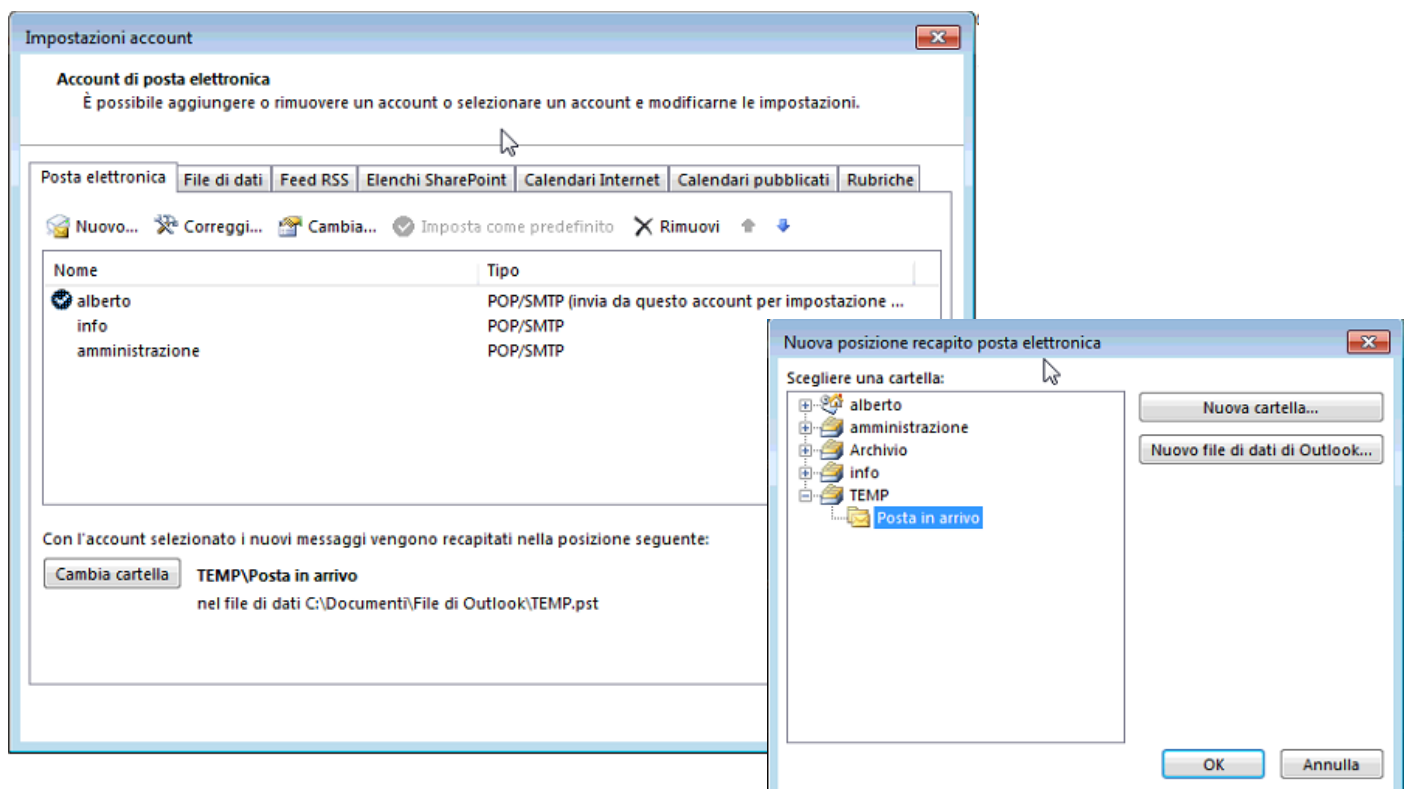 Impostazioni account
Account di posta elettronica
È possibile aggiungere o rimuovere un account o selezionare un account e modificarne le impostazioni.
Posta elettronica File di dati Feed RSS Elenchi SharePoint Calendari Internet Calendari pubblicati Rubriche
Nuovo... Correggi... Cambia... Imposta come predefinito Rimuovi
Nome Tipo
alberto POP/SMTP (invia da questo account per impostazione ...
info POP/SMTP
amministrazione POP/SMTP
Con l'account selezionato i nuovi messaggi vengono recapitati nella posizione seguente:
Cambia cartella TEMP\Posta in arrivo
nel file di dati C:\Documenti\File di Outlook\TEMP.pst
Nuova posizione recapito posta elettronica
Scegliere una cartella:
alberto
amministrazione
Archivio
info
TEMP
Posta in arrivo
Nuova cartella...
Nuovo file di dati di Outlook...
OK Annulla